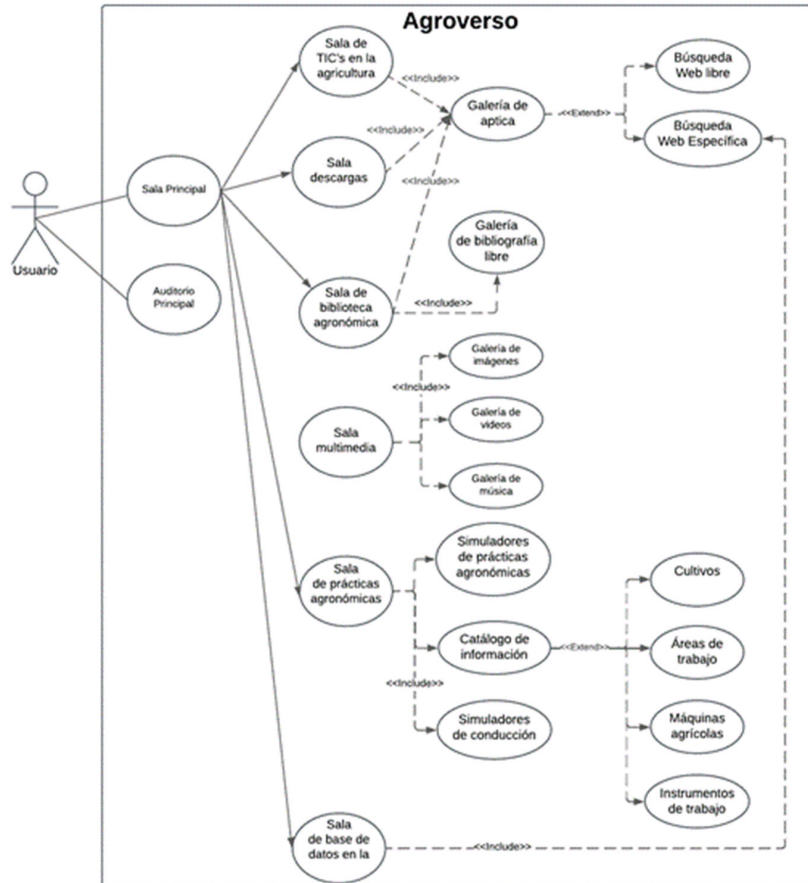 Agroverso
Sala de
TIC's en la
agricultura
<<Include>>
Galería de
aptica
<<Extend>>
Búsqueda
Web libre
Búsqueda
Web Específica
<<Include>>
Sala
descargas
<<Include>>
Sala Principal
Usuario
Auditorio
Principal
Galería
de bibliografía
libre
Sala de
biblioteca
agronómica
<<Include>>
Galería de
imágenes
<<Include>>
Sala
multimedia
Galería de
videos
Galería de
música
Simuladores
de prácticas
agronómicas
Sala
de prácticas
agronómicas
Catálogo de
información
<<Extend>>
<<Include>>
Simuladores
de conducción
Cultivos
Áreas de
trabajo
Máquinas
agrícolas
Instrumentos
de trabajo
Sala
de base de
datos en la
<<Include>>